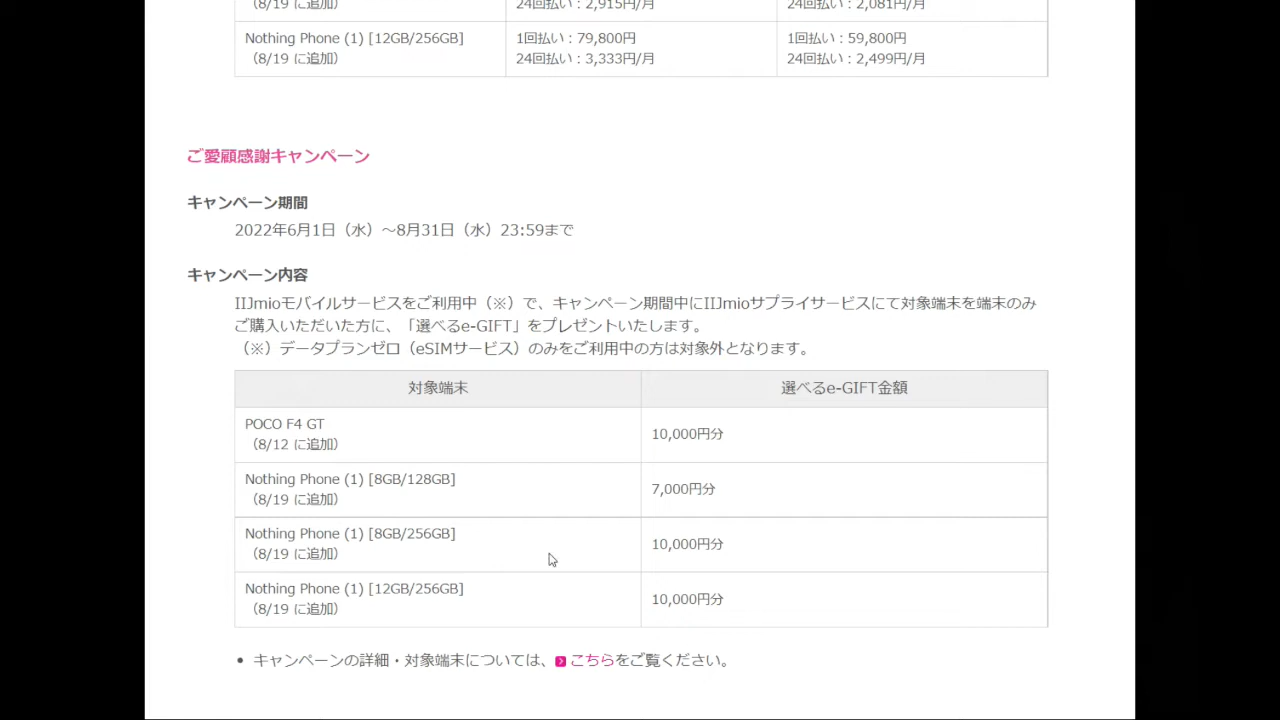 （8/19 に追加）
24回払い：2,915円/月
24回払い：2,081円/月
Nothing Phone (1) [12GB/256GB]
（8/19 に追加）
1回払い：79,800円
24回払い：3,333円/月
1回払い：59,800円
24回払い：2,499円/月
ご愛顧感謝キャンペーン
キャンペーン期間
2022年6月1日（水）～8月31日（水）23:59まで
キャンペーン内容
IIJmioモバイルサービスをご利用中（※）で、キャンペーン期間中にIIJmioサプライサービスにて対象端末を端末のみ
ご購入いただいた方に、「選べるe-GIFT」をプレゼントいたします。
（※）データプランゼロ（eSIMサービス）のみをご利用中の方は対象外となります。
対象端末
選べるe-GIFT金額
POCO F4 GT
（8/12 に追加）
10,000円分
Nothing Phone (1) [8GB/128GB]
（8/19 に追加）
7,000円分
Nothing Phone (1) [8GB/256GB]
（8/19 に追加）
10,000円分
Nothing Phone (1) [12GB/256GB]
（8/19 に追加）
10,000円分
• キャンペーンの詳細・対象端末については、こちらをご覧ください。